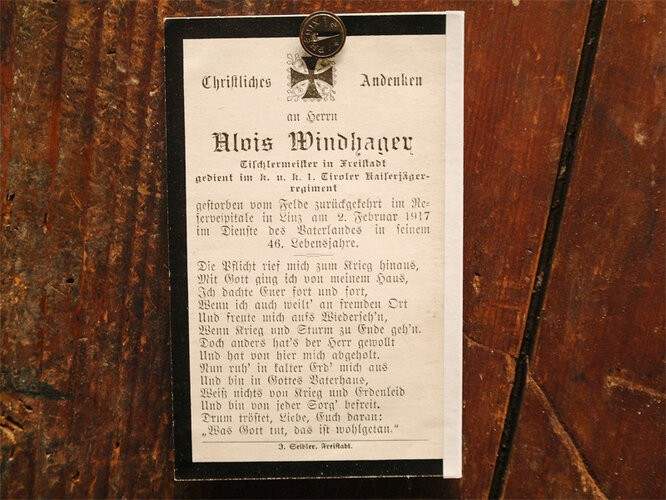 Christliches Andenken
an Herrn
Alois Windhager
Tischlermeister in Freistadt
gedient im k. u. k. 1. Tiroler Kaiserjäger-
regiment
gestorben vom Felde zurückgekehrt im Re-
servespitale in Linz am 2. Februar 1917
im Dienste des Vaterlandes in seinem
46. Lebensjahre.
Die Pflicht rief mich zum Krieg hinaus,
Mit Gott ging ich von meinem Haus,
Ich dachte Euer fort und fort,
Wenn ich auch weilt' an fremden Ort
Und freute mich aufs Wiederseh'n,
Wenn Krieg und Sturm zu Ende geh'n.
Doch anders hat's der Herr gewollt
Und hat von hier mich abgeholt.
Nun ruh' in kalter Erd' mich aus
Und bin in Gottes Vaterhaus,
Weiß nichts von Krieg und Erdenleid
Und bin von jeder Sorg' befreit.
Drum tröstet, Liebe, Euch daran:
„Was Gott tut, das ist wohlgetan.“
J. Seidler, Freistadt.